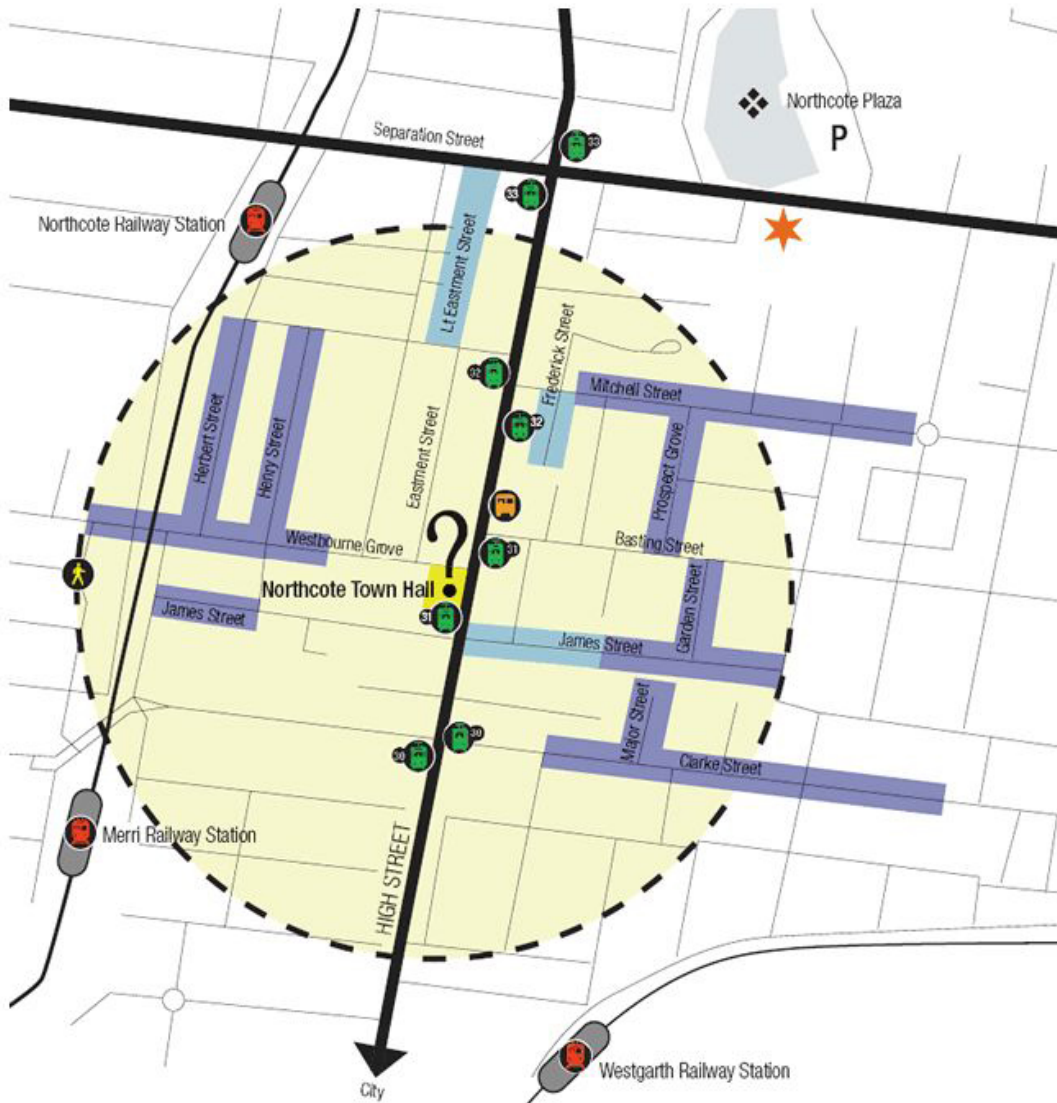 Separation Street
33
Northcote Plaza
P
33
Northcote Railway Station
Lt Eastment Street
Frederick Street
32
Mitchell Street
32
Herbert Street
Henry Street
Eastment Street
Prospect Grove
Westbourne Grove
31
Basting Street
Northcote Town Hall
31
James Street
James Street
Garden Street
Major Street
30
30
Clarke Street
Merri Railway Station
HIGH STREET
Westgarth Railway Station
City